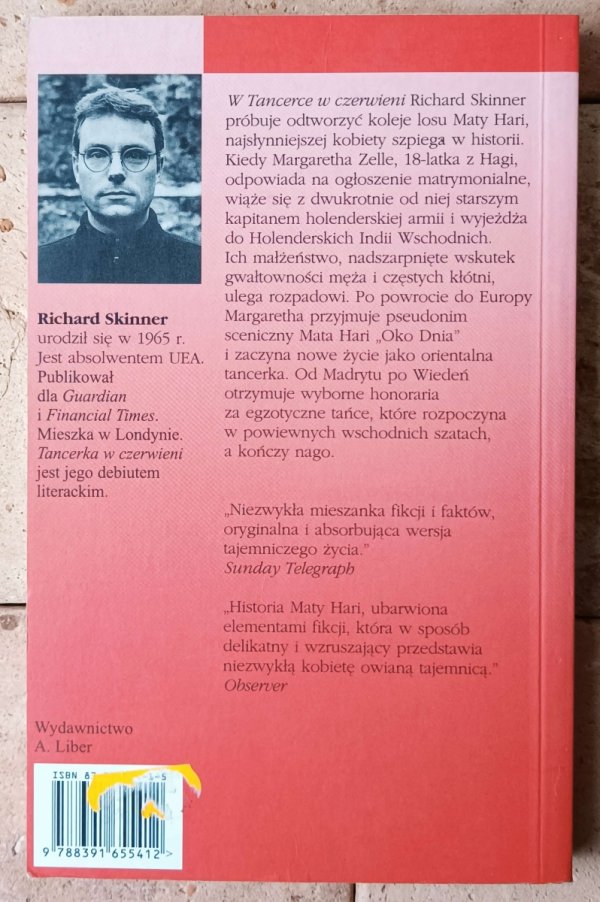 W Tancerce w czerwieni Richard Skinner
próbuje odtworzyć koleje losu Maty Hari,
najsłynniejszej kobiety szpiega w historii.
Kiedy Margaretha Zelle, 18-latka z Hagi,
odpowiada na ogłoszenie matrymonialne,
wiąże się z dwukrotnie od niej starszym
kapitanem holenderskiej armii i wyjeżdża
do Holenderskich Indii Wschodnich.
Ich małżeństwo, nadszarpnięte wskutek
gwałtowności męża i częstych kłótni,
ulega rozpadowi. Po powrocie do Europy
Margaretha przyjmuje pseudonim
sceniczny Mata Hari „Oko Dnia"
i zaczyna nowe życie jako orientalna
tancerka. Od Madrytu po Wiedeń
otrzymuje wyborne honoraria
za egzotyczne tańce, które rozpoczyna
w powiewnych wschodnich szatach,
a kończy nago.
„Niezwykła mieszanka fikcji i faktów,
oryginalna i absorbująca wersja
tajemniczego życia."
Sunday Telegraph
„Historia Maty Hari, ubarwiona
elementami fikcji, która w sposób
delikatny i wzruszający przedstawia
niezwykłą kobietę owianą tajemnicą."
Observer
Richard Skinner
urodził się w 1965 r.
Jest absolwentem UEA.
Publikował
dla Guardian
i Financial Times.
Mieszka w Londynie.
Tancerka w czerwieni
jest jego debiutem
literackim.
Wydawnictwo
A. Liber
ISBN 83
9 788391 655412 >